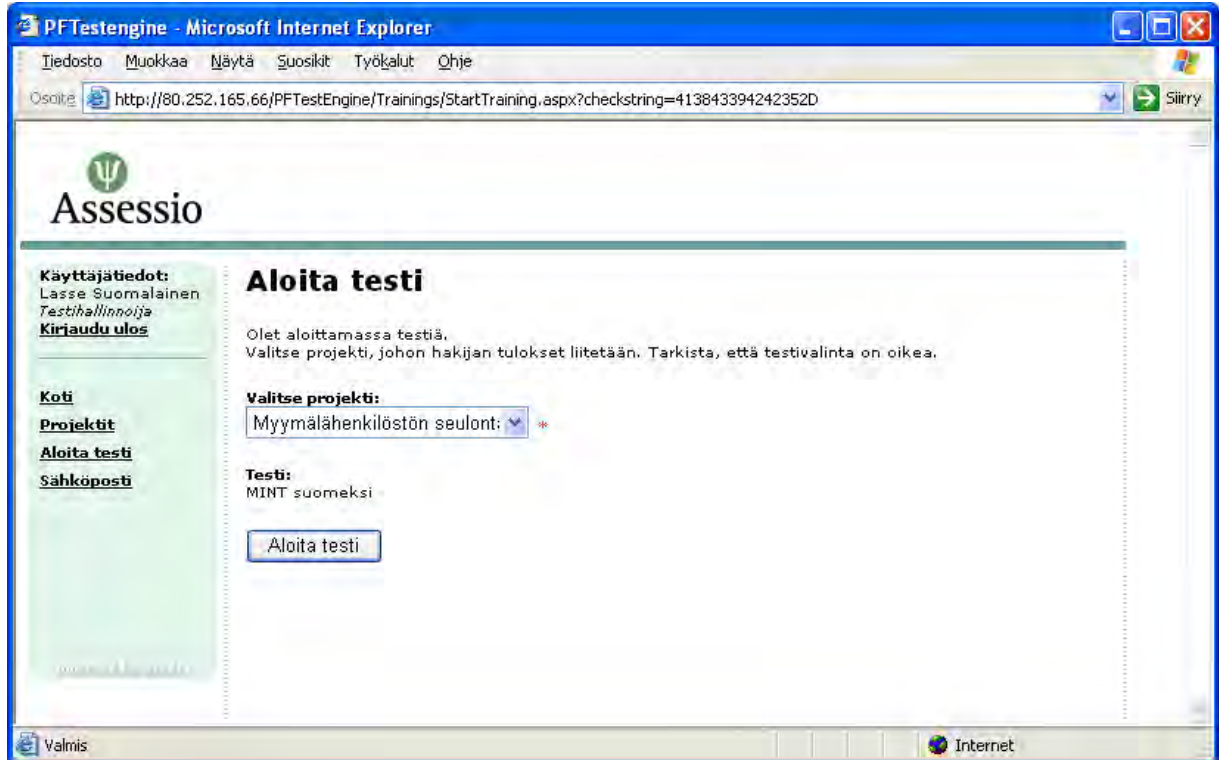 PFTestengine - Microsoft Internet Explorer
Tiedosto Muokkaa Näytä Suosikit Työkalut Ohje
Osoite http://80.252.165.66/PFTestEngine/Trainings/StartTraining.aspx?checkstring=413843394242352D Siirry
Ψ
Assessio
Käyttäjätiedot:
Lasse Suomalainen
Testihallinnoija
Kirjaudu ulos
Koti
Projektit
Aloita testi
Sähköposti
Aloita testi
Olet aloittamassa testiä.
Valitse projekti, johon hakijan tulokset liitetään. Tarkista, että testivalinta on oikea.
Valitse projekti:
Myymälähenkilöstön seulont. *
Testi:
MINT suomeksi
Aloita testi
Valmis Internet